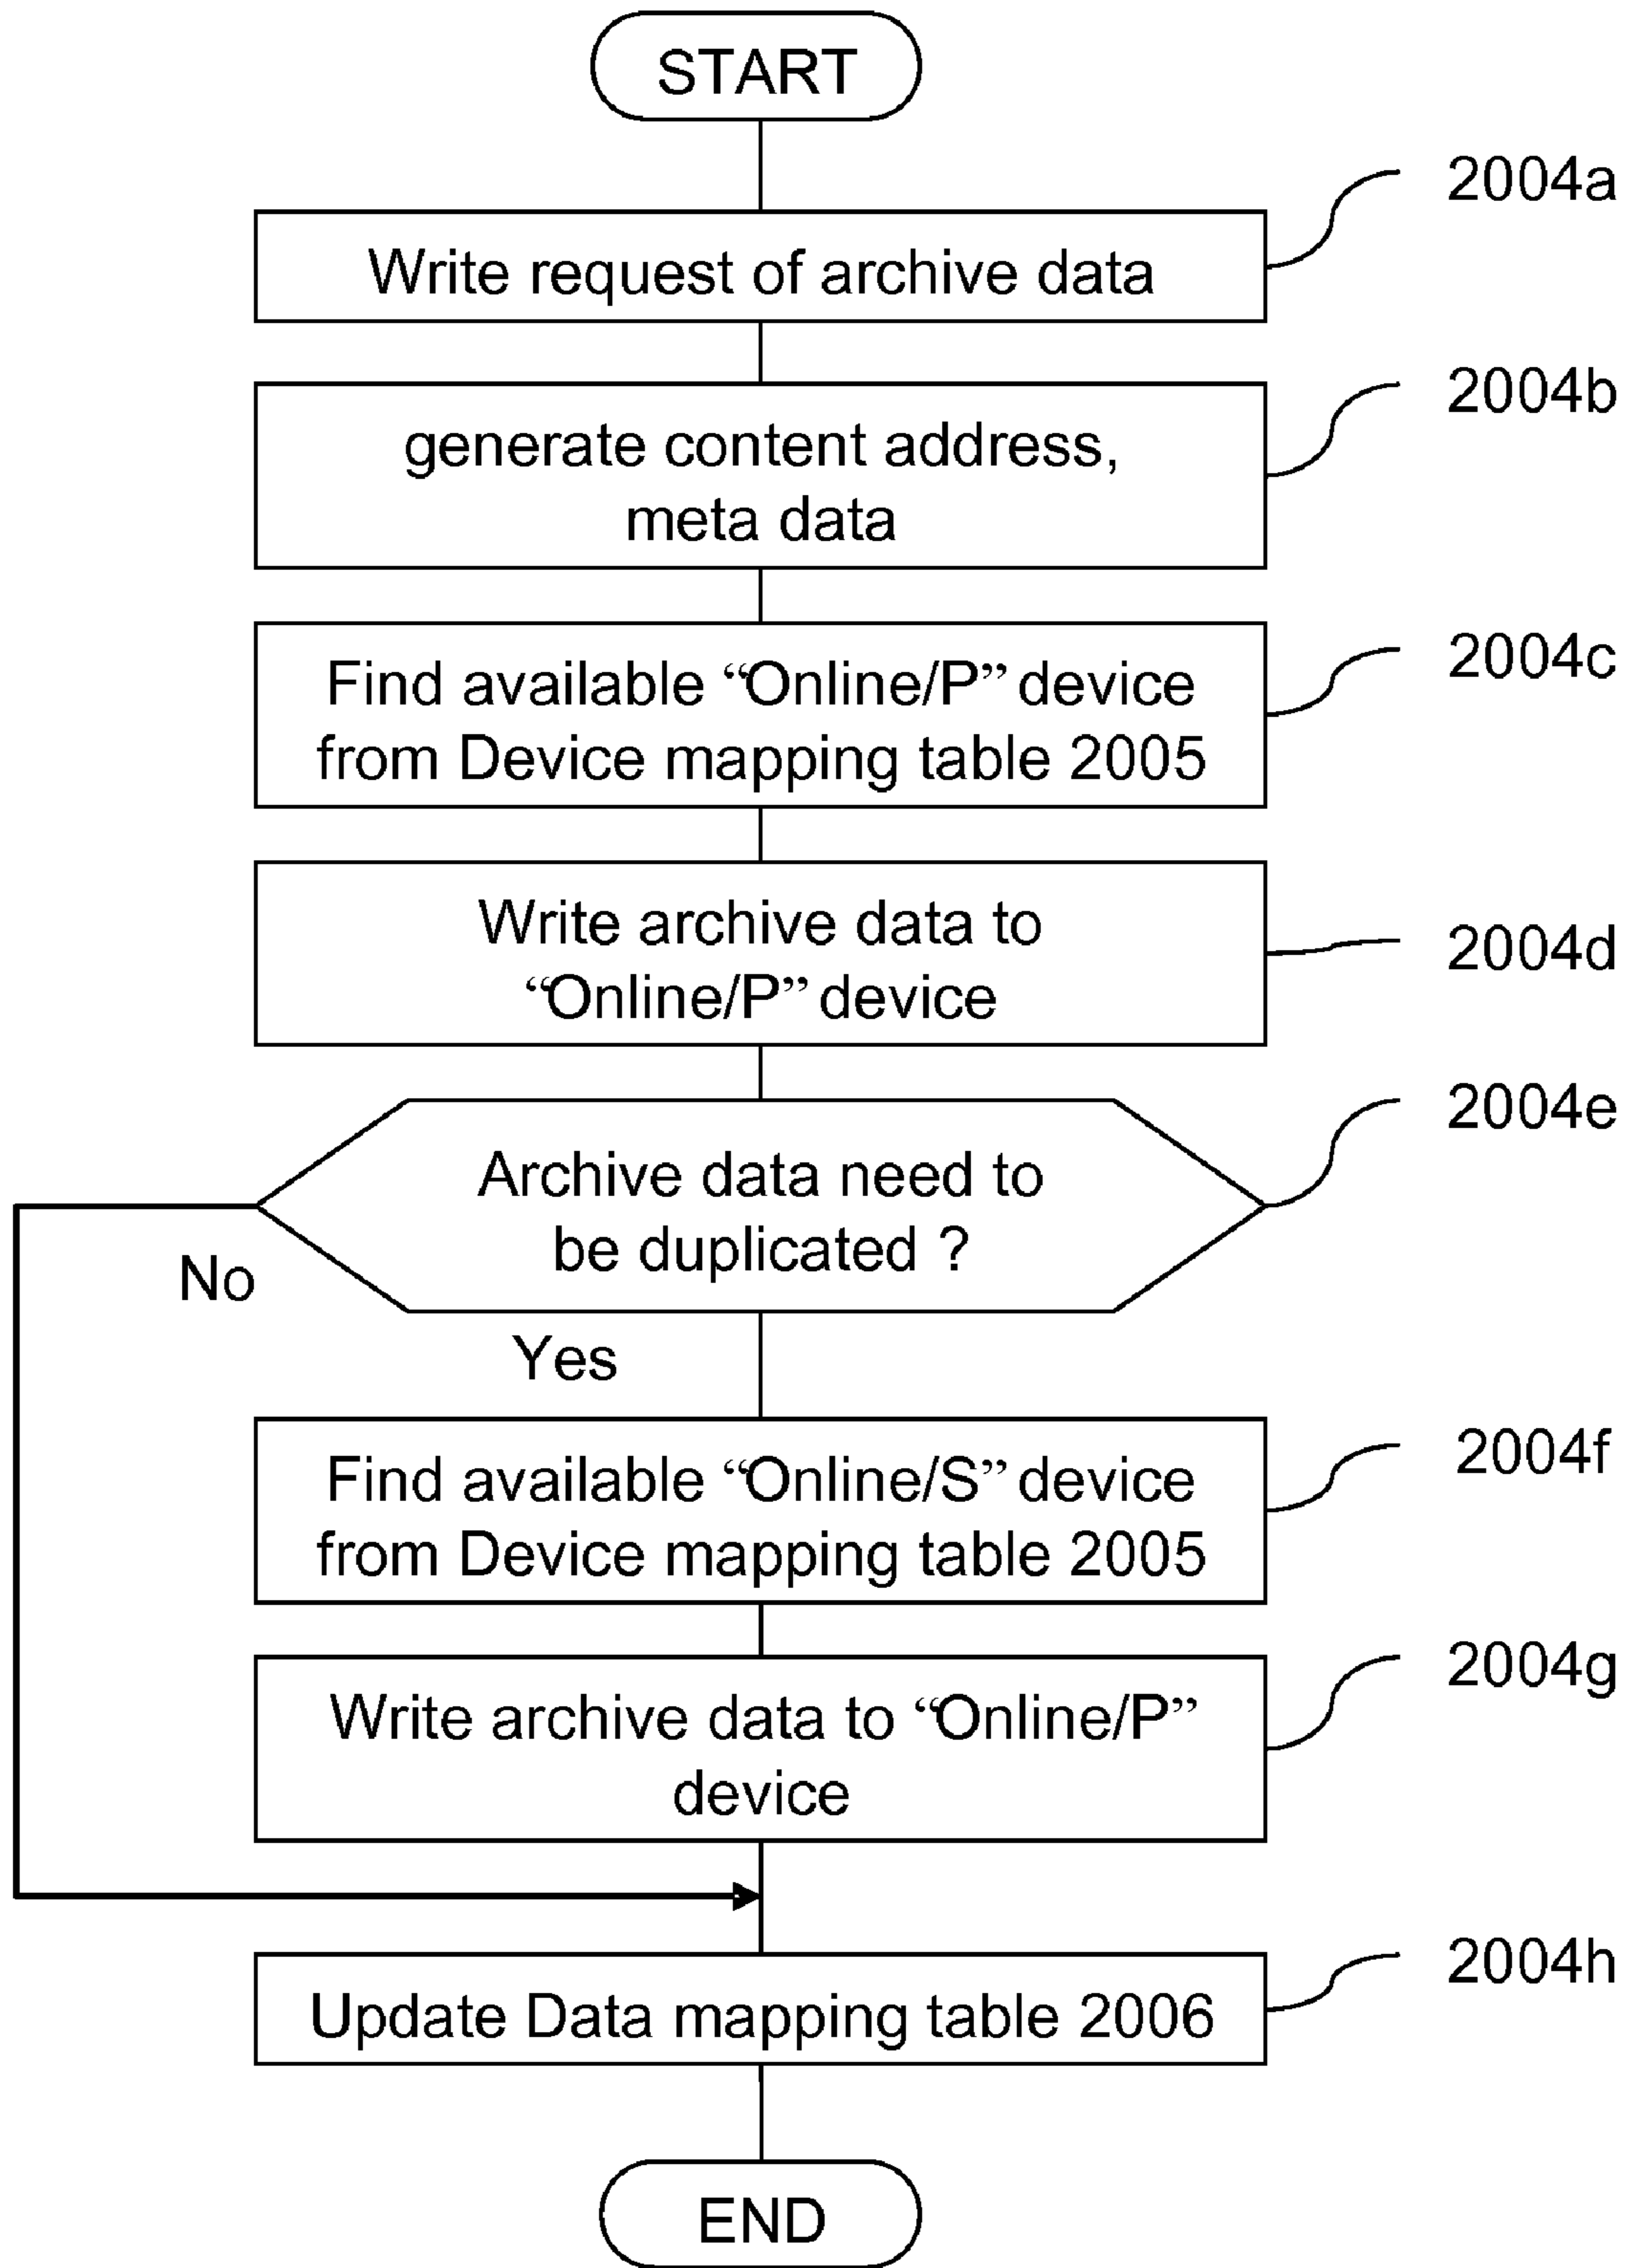 START
2004a
Write request of archive data
2004b
generate content address,
meta data
2004c
Find available “Online/P” device
from Device mapping table 2005
Write archive data to
2004d
“Online/P” device
2004e
Archive data need to
be duplicated ?
No
Yes
2004f
Find available “Online/S” device
from Device mapping table 2005
2004g
Write archive data to “Online/P”
device
2004h
Update Data mapping table 2006
END